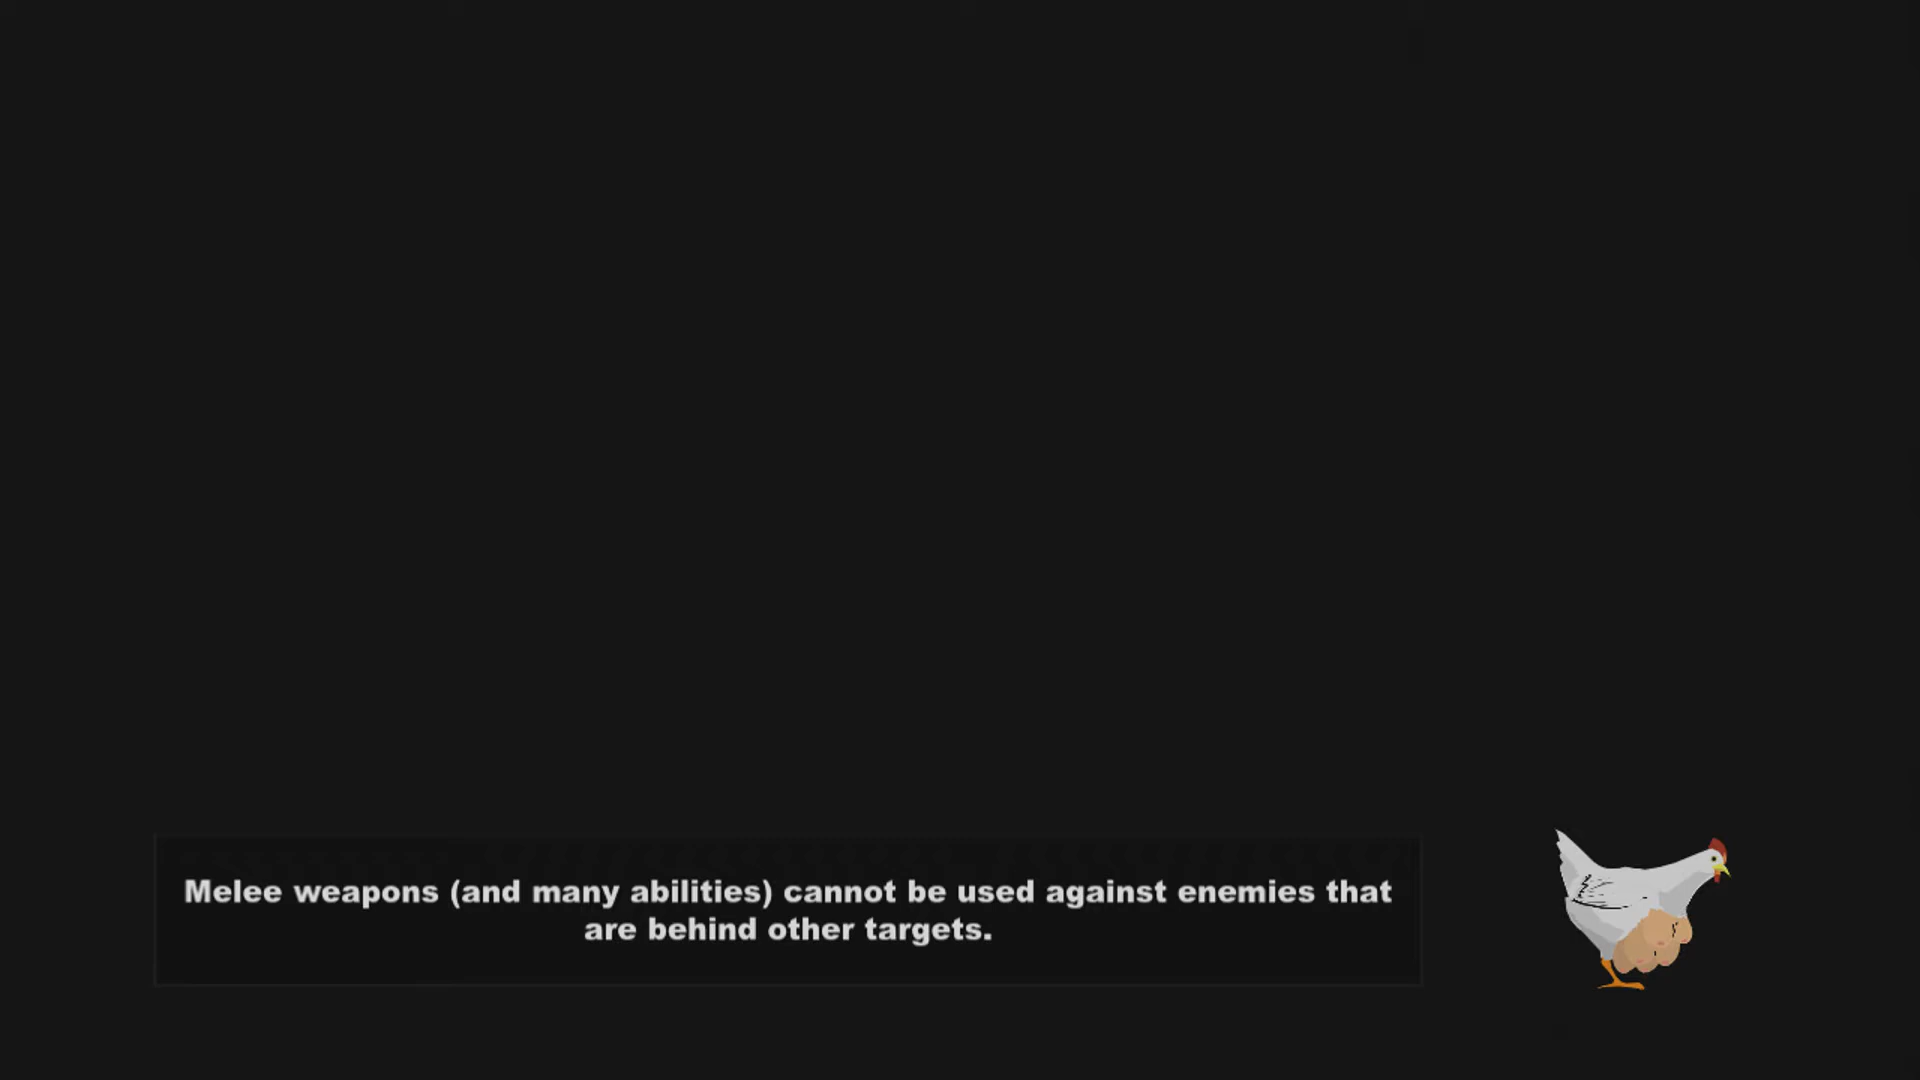 Melee weapons (and many abilities) cannot be used against enemies that
are behind other targets.